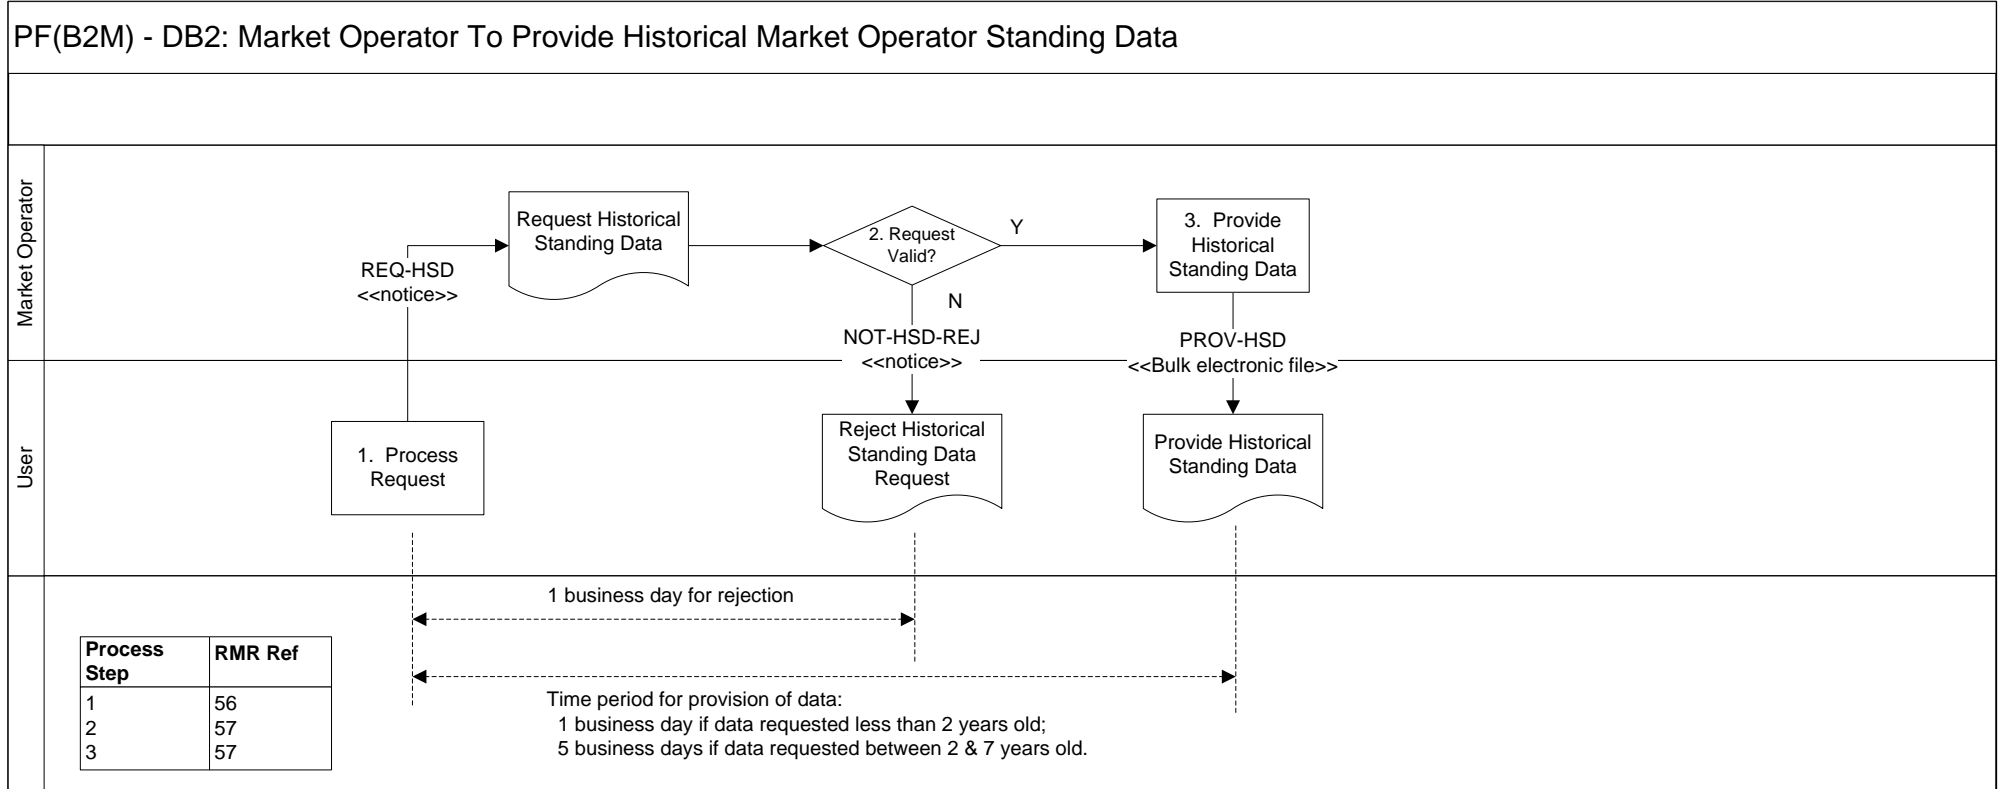 PF(B2M) - DB2: Market Operator To Provide Historical Market Operator Standing Data
Market Operator
Request Historical
Standing Data
REQ-HSD
<<notice>>
2. Request
Valid?
Y
N
3. Provide
Historical
Standing Data
NOT-HSD-REJ
<<notice>>
PROV-HSD
<<Bulk electronic file>>
User
1. Process
Request
Reject Historical
Standing Data
Request
Provide Historical
Standing Data
1 business day for rejection
Time period for provision of data:
1 business day if data requested less than 2 years old;
5 business days if data requested between 2 & 7 years old.
Process Step RMR Ref
1 56
2 57
3 57